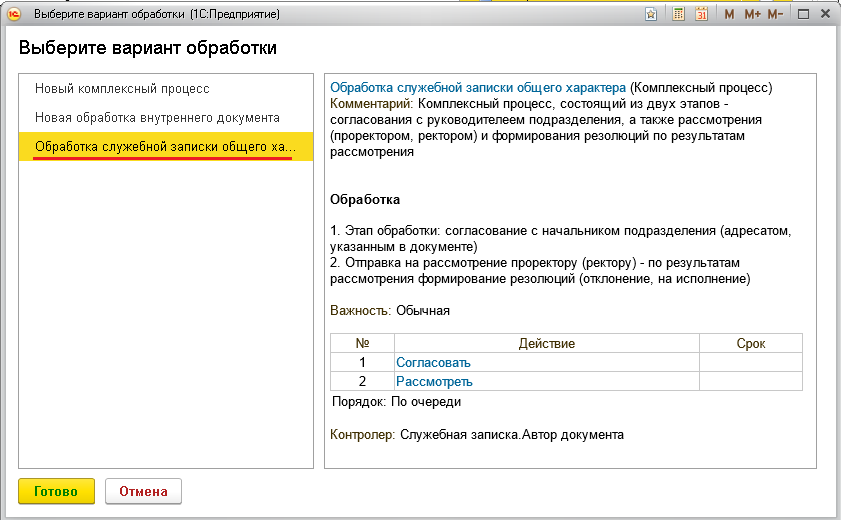 Выберите вариант обработки (1С:Предприятие)
31 M M+ M-
Выберите вариант обработки
Новый комплексный процесс
Новая обработка внутреннего документа
Обработка служебной записки общего ха...
Обработка служебной записки общего характера (Комплексный процесс)
Комментарий: Комплексный процесс, состоящий из двух этапов -
согласования с руководителеем подразделения, а также рассмотрения
(проректором, ректором) и формирования резолюций по результатам
рассмотрения
Обработка
1. Этап обработки: согласование с начальником подразделения (адресатом,
указанным в документе)
2. Отправка на рассмотрение проректору (ректору) - по результатам
рассмотрения формирование резолюций (отклонение, на исполнение)
Важность: Обычная
№ Действие Срок
1 Согласовать
2 Рассмотреть
Порядок: По очереди
Контролер: Служебная записка.Автор документа
Готово Отмена